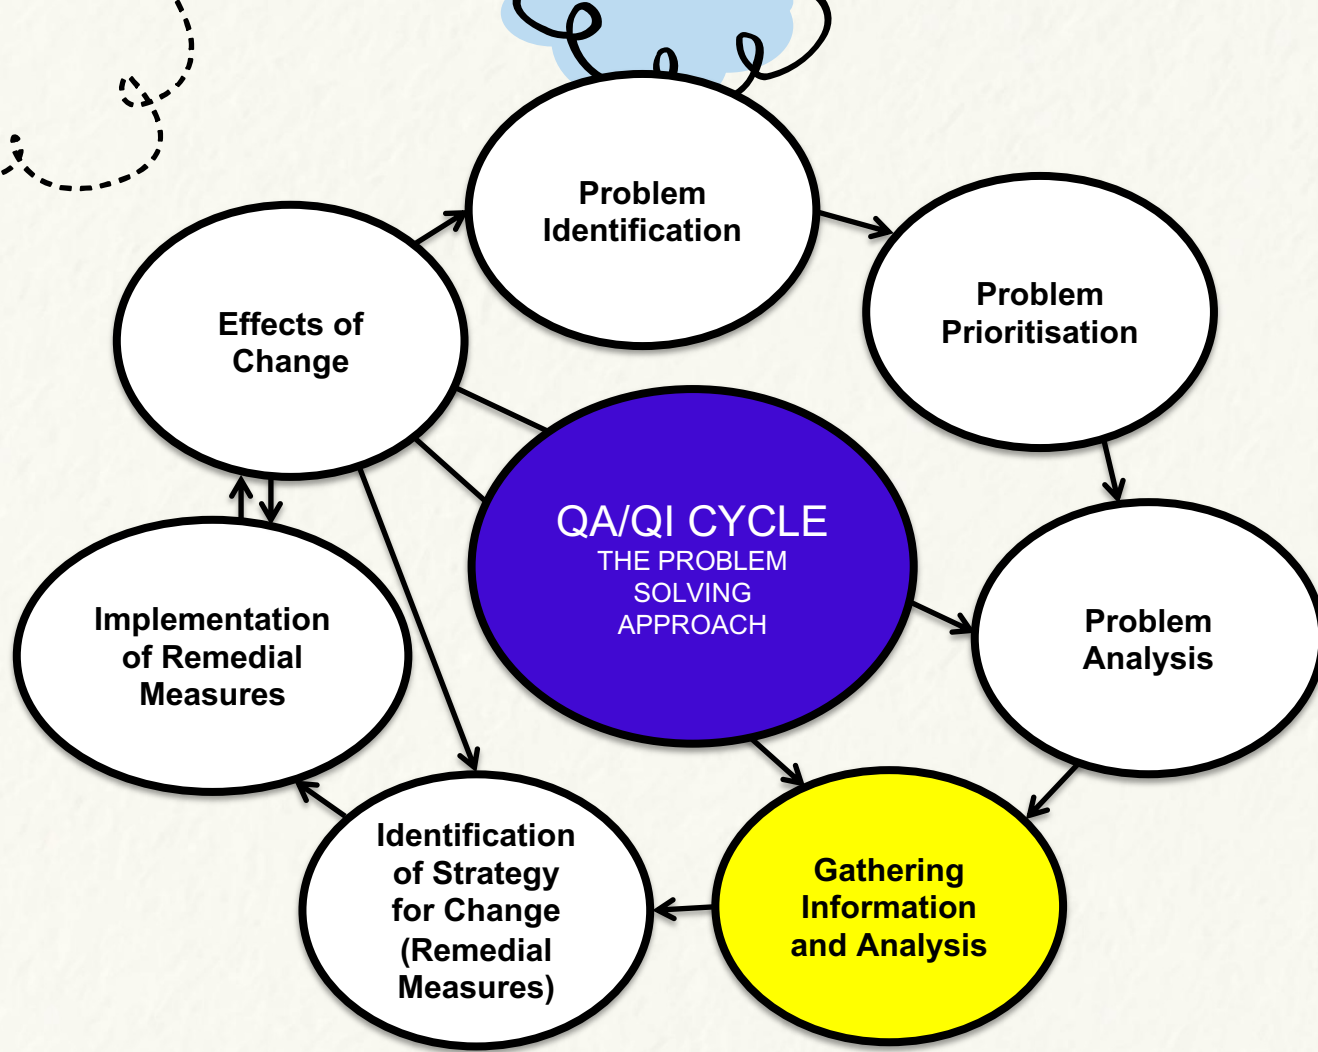 Problem
Identification
Problem
Prioritisation
Effects of
Change
QA/QI CYCLE
THE PROBLEM
SOLVING
APPROACH
Problem
Analysis
Implementation
of Remedial
Measures
Identification
of Strategy
for Change
(Remedial
Measures)
Gathering
Information
and Analysis